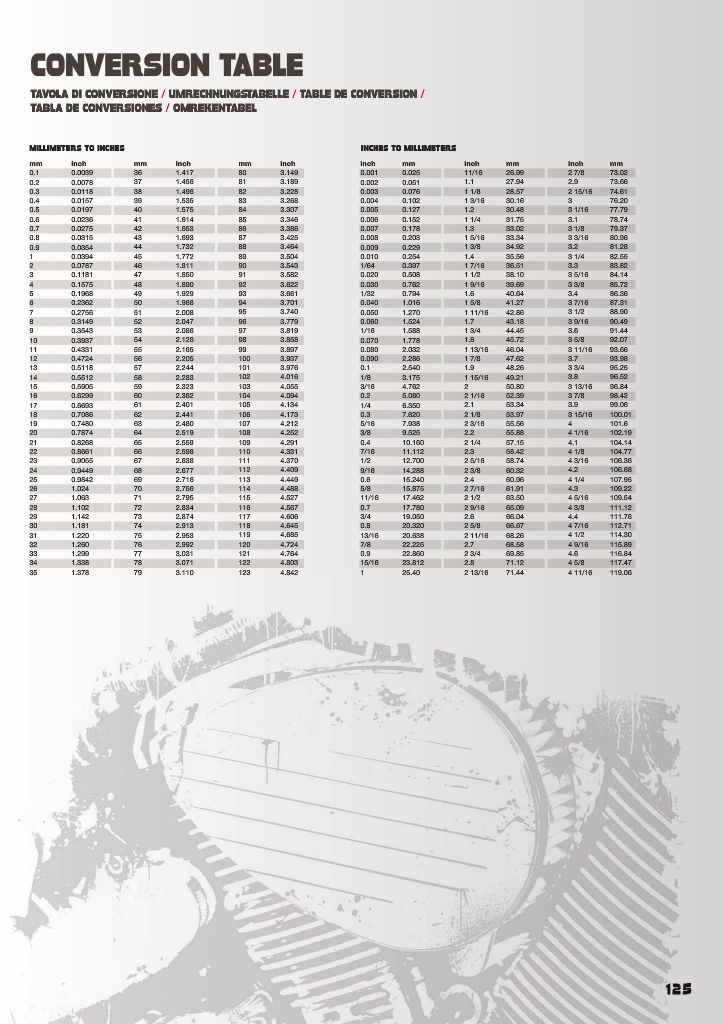 CONVERSION TABLE
TAVOLA DI CONVERSIONE / UMRECHNUNGSTABELLE / TABLE DE CONVERSION /
TABLA DE CONVERSIONES / OMREKENTABEL
MILLIMETERS TO INCHES
mm inch mm inch mm inch
0.1 0.0039 36 1.417 80 3.149
0.2 0.0078 37 1.456 81 3.189
0.3 0.0118 38 1.496 82 3.228
0.4 0.0157 39 1.535 83 3.268
0.5 0.0197 40 1.575 84 3.307
0.6 0.0236 41 1.614 85 3.346
0.7 0.0275 42 1.653 86 3.386
0.8 0.0315 43 1.693 87 3.425
0.9 0.0354 44 1.732 88 3.464
1 0.0394 45 1.772 89 3.504
2 0.0787 46 1.811 90 3.543
3 0.1181 47 1.850 91 3.582
4 0.1575 48 1.890 92 3.622
5 0.1968 49 1.929 93 3.661
6 0.2362 50 1.968 94 3.701
7 0.2756 51 2.008 95 3.740
8 0.3149 52 2.047 96 3.779
9 0.3543 53 2.086 97 3.819
10 0.3937 54 2.126 98 3.858
11 0.4331 55 2.165 99 3.897
12 0.4724 56 2.205 100 3.937
13 0.5118 57 2.244 101 3.976
14 0.5512 58 2.283 102 4.016
15 0.5905 59 2.323 103 4.055
16 0.6299 60 2.362 104 4.094
17 0.6693 61 2.401 105 4.134
18 0.7086 62 2.441 106 4.173
19 0.7480 63 2.480 107 4.212
20 0.7874 64 2.519 108 4.252
21 0.8268 65 2.559 109 4.291
22 0.8661 66 2.598 110 4.331
23 0.9055 67 2.638 111 4.370
24 0.9449 68 2.677 112 4.409
25 0.9842 69 2.716 113 4.449
26 1.024 70 2.756 114 4.488
27 1.063 71 2.795 115 4.527
28 1.102 72 2.834 116 4.567
29 1.142 73 2.874 117 4.606
30 1.181 74 2.913 118 4.645
31 1.220 75 2.953 119 4.685
32 1.260 76 2.992 120 4.724
33 1.299 77 3.031 121 4.764
34 1.338 78 3.071 122 4.803
35 1.378 79 3.110 123 4.842
INCHES TO MILLIMETERS
inch mm inch mm inch mm
0.001 0.025 11/16 26.99 2 7/8 73.02
0.002 0.051 1.1 27.94 2.9 73.66
0.003 0.076 1 1/8 28.57 2 15/16 74.61
0.004 0.102 1 3/16 30.16 3 76.20
0.005 0.127 1.2 30.48 3 1/16 77.79
0.006 0.152 1 1/4 31.75 3.1 78.74
0.007 0.178 1.3 33.02 3 1/8 79.37
0.008 0.203 1 5/16 33.34 3 3/16 80.96
0.009 0.229 1 3/8 34.92 3.2 81.28
0.010 0.254 1.4 35.56 3 1/4 82.55
1/64 0.397 1 7/16 36.51 3.3 83.82
0.020 0.508 1 1/2 38.10 3 5/16 84.14
0.030 0.762 1 9/16 39.69 3 3/8 85.72
1/32 0.794 1.6 40.64 3.4 86.36
0.040 1.016 1 5/8 41.27 3 7/16 87.31
0.050 1.270 1 11/16 42.86 3 1/2 88.90
0.060 1.524 1.7 43.18 3 9/16 90.49
1/16 1.588 1 3/4 44.45 3.6 91.44
0.070 1.778 1.8 45.72 3 5/8 92.07
0.080 2.032 1 13/16 46.04 3 11/16 93.66
0.090 2.286 1 7/8 47.62 3.7 93.98
0.1 2.540 1.9 48.26 3 3/4 95.25
1/8 3.175 1 15/16 49.21 3.8 96.52
3/16 4.762 2 50.80 3 13/16 96.84
0.2 5.080 2 1/16 52.39 3 7/8 98.42
1/4 6.350 2.1 53.34 3.9 99.06
0.3 7.620 2 1/8 53.97 3 15/16 100.01
5/16 7.938 2 3/16 55.56 4 101.6
3/8 9.525 2.2 55.88 4 1/16 102.19
0.4 10.160 2 1/4 57.15 4.1 104.14
7/16 11.112 2.3 58.42 4 1/8 104.77
1/2 12.700 2 5/16 58.74 4 3/16 106.36
9/16 14.288 2 3/8 60.32 4.2 106.68
0.6 15.240 2.4 60.96 4 1/4 107.95
5/8 15.875 2 7/16 61.91 4.3 109.22
11/16 17.462 2 1/2 63.50 4 5/16 109.54
0.7 17.780 2 9/16 65.09 4 3/8 111.12
3/4 19.050 2.6 66.04 4.4 111.76
0.8 20.320 2 5/8 66.67 4 7/16 112.71
13/16 20.638 2 11/16 68.26 4 1/2 114.30
7/8 22.225 2.7 68.58 4 9/16 115.89
0.9 22.860 2 3/4 69.85 4.6 116.84
15/16 23.812 2.8 71.12 4 5/8 117.47
1 25.40 2 13/16 71.44 4 11/16 119.06
125